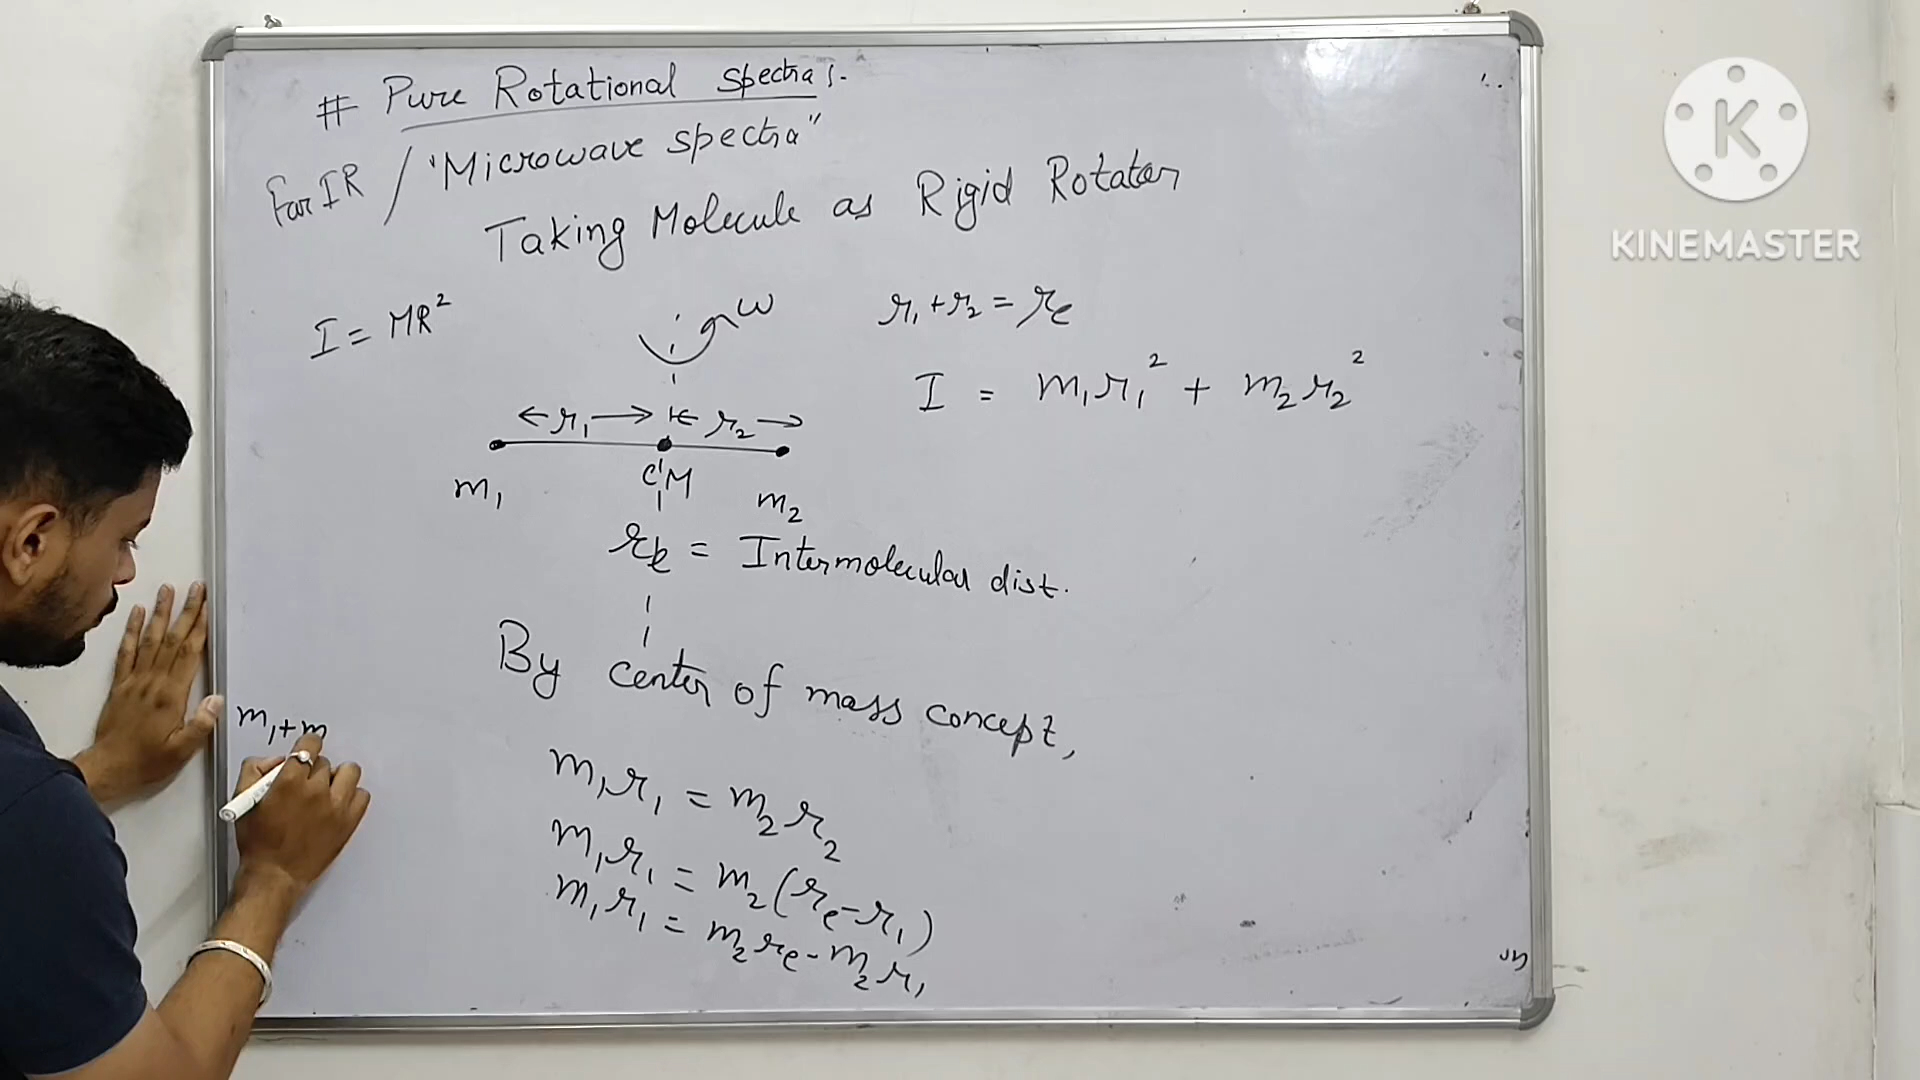 # Pure Rotational Spectra :-
Far IR / "Microwave spectra"
Taking Molecule as Rigid Rotator
I = MR²
ω
r₁ + r₂ = re
I = m₁r₁² + m₂r₂²
r₁ r₂
CM
m₁ m₂
re = Intermolecular dist.
By center of mass concept,
m₁r₁ = m₂r₂
m₁r₁ = m₂(re - r₁)
m₁r₁ = m₂re - m₂r₁
m₁ + m
K
KINEMASTER